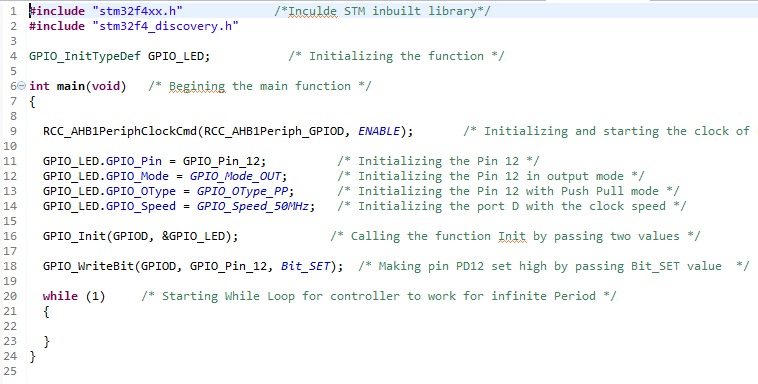 1 #include "stm32f4xx.h" /*Inculde STM inbuilt library*/
2 #include "stm32f4_discovery.h"
3
4 GPIO_InitTypeDef GPIO_LED; /* Initializing the function */
5
6 int main(void) /* Begining the main function */
7 {
8
9 RCC_AHB1PeriphClockCmd(RCC_AHB1Periph_GPIOD, ENABLE); /* Initializing and starting the clock of
10
11 GPIO_LED.GPIO_Pin = GPIO_Pin_12; /* Initializing the Pin 12 */
12 GPIO_LED.GPIO_Mode = GPIO_Mode_OUT; /* Initializing the Pin 12 in output mode */
13 GPIO_LED.GPIO_OType = GPIO_OType_PP; /* Initializing the Pin 12 with Push Pull mode */
14 GPIO_LED.GPIO_Speed = GPIO_Speed_50MHz; /* Initializing the port D with the clock speed */
15
16 GPIO_Init(GPIOD, &GPIO_LED); /* Calling the function Init by passing two values */
17
18 GPIO_WriteBit(GPIOD, GPIO_Pin_12, Bit_SET); /* Making pin PD12 set high by passing Bit_SET value */
19
20 while (1) /* Starting While Loop for controller to work for infinite Period */
21 {
22
23 }
24 }
25